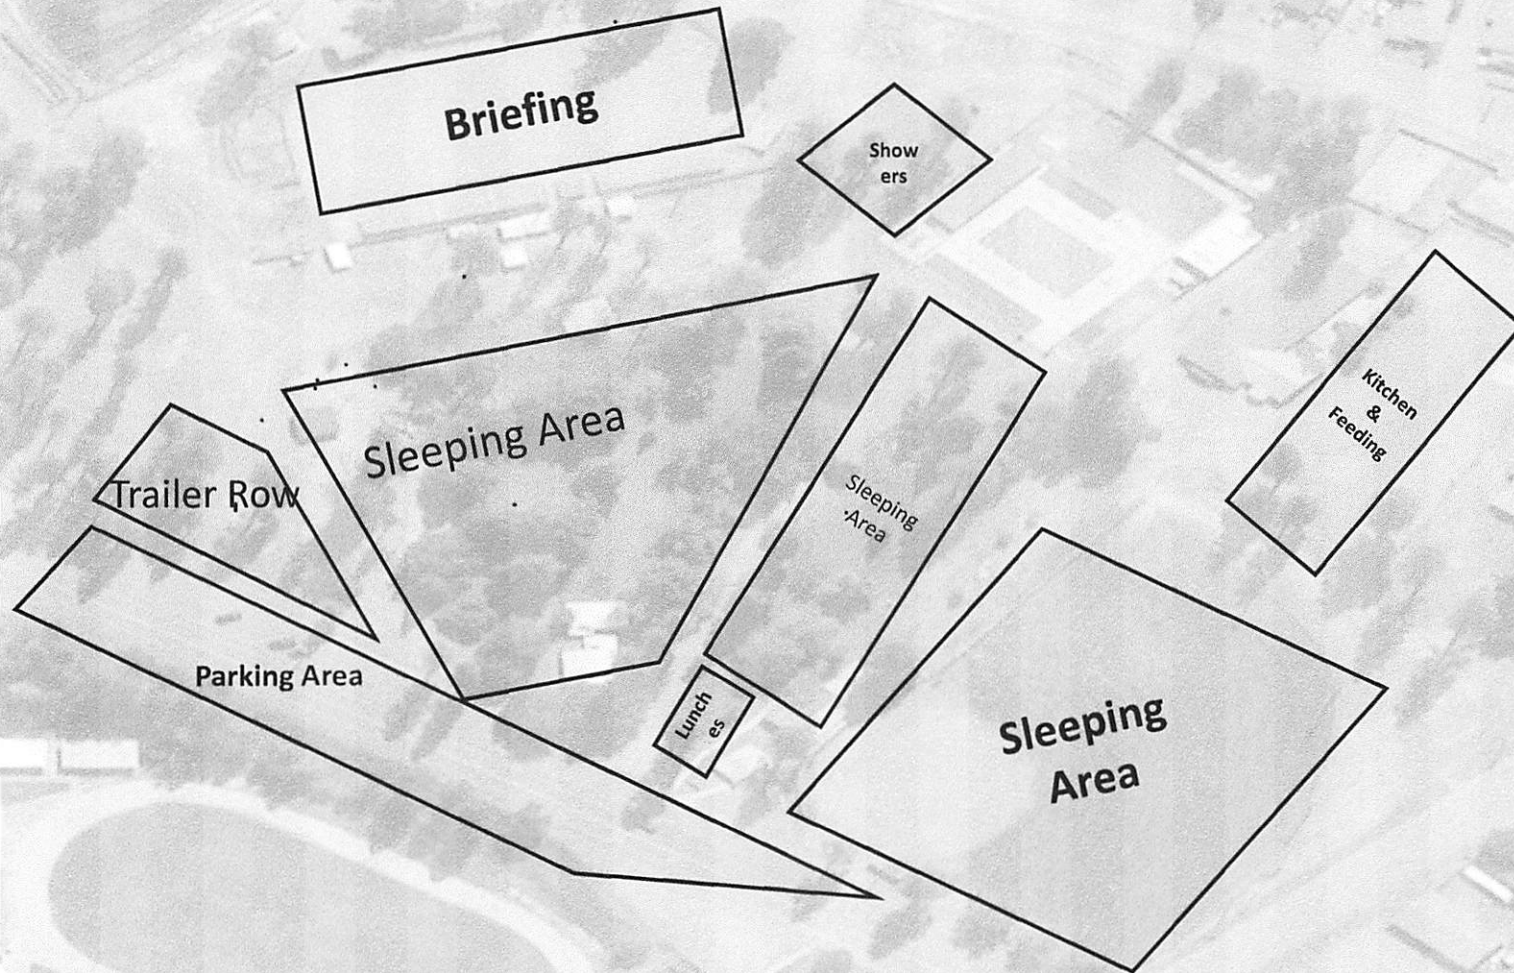 Briefing
Show
ers
Sleeping Area
Kitchen
&
Feeding
Trailer Row
Sleeping
Area
Parking Area
Lunch
es
Sleeping
Area